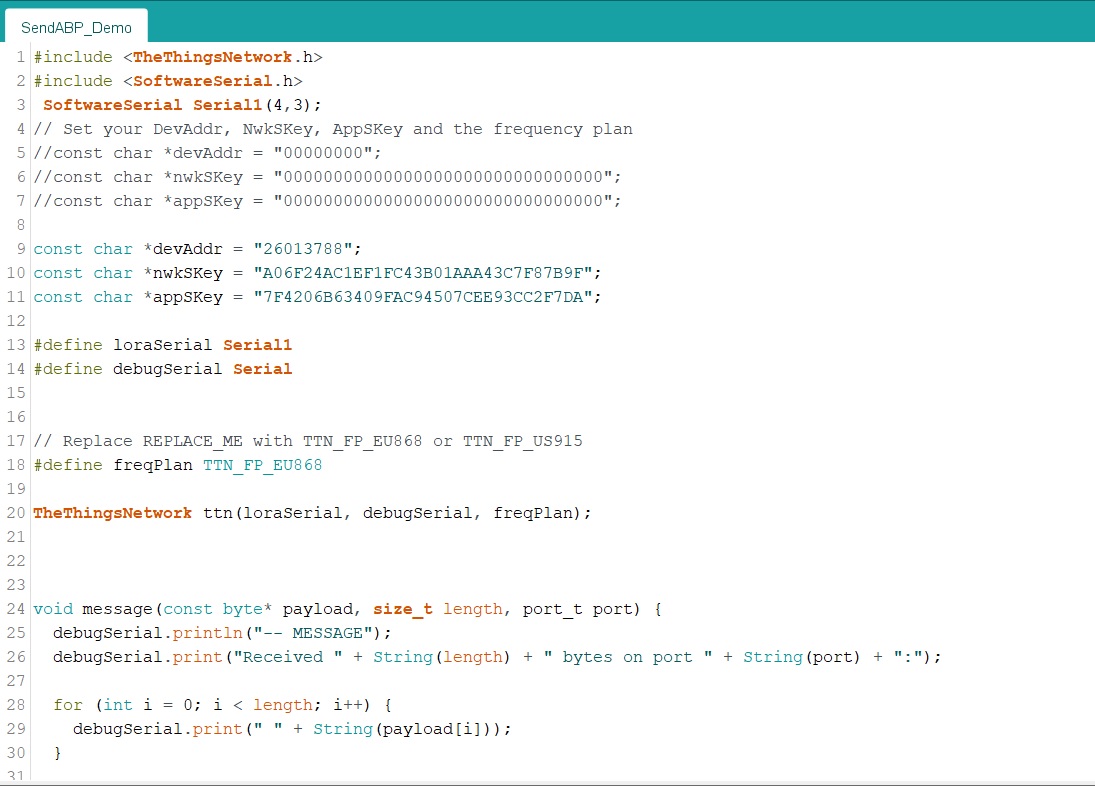 SendABP_Demo
1 #include <TheThingsNetwork.h>
2 #include <SoftwareSerial.h>
3  SoftwareSerial Serial1(4,3);
4 // Set your DevAddr, NwkSKey, AppSKey and the frequency plan
5 //const char *devAddr = "00000000";
6 //const char *nwkSKey = "00000000000000000000000000000000";
7 //const char *appSKey = "00000000000000000000000000000000";
8
9 const char *devAddr = "26013788";
10 const char *nwkSKey = "A06F24AC1EF1FC43B01AAA43C7F87B9F";
11 const char *appSKey = "7F4206B63409FAC94507CEE93CC2F7DA";
12
13 #define loraSerial Serial1
14 #define debugSerial Serial
15
16
17 // Replace REPLACE_ME with TTN_FP_EU868 or TTN_FP_US915
18 #define freqPlan TTN_FP_EU868
19
20 TheThingsNetwork ttn(loraSerial, debugSerial, freqPlan);
21
22
23
24 void message(const byte* payload, size_t length, port_t port) {
25   debugSerial.println("-- MESSAGE");
26   debugSerial.print("Received " + String(length) + " bytes on port " + String(port) + ":");
27
28   for (int i = 0; i < length; i++) {
29     debugSerial.print(" " + String(payload[i]));
30   }
31